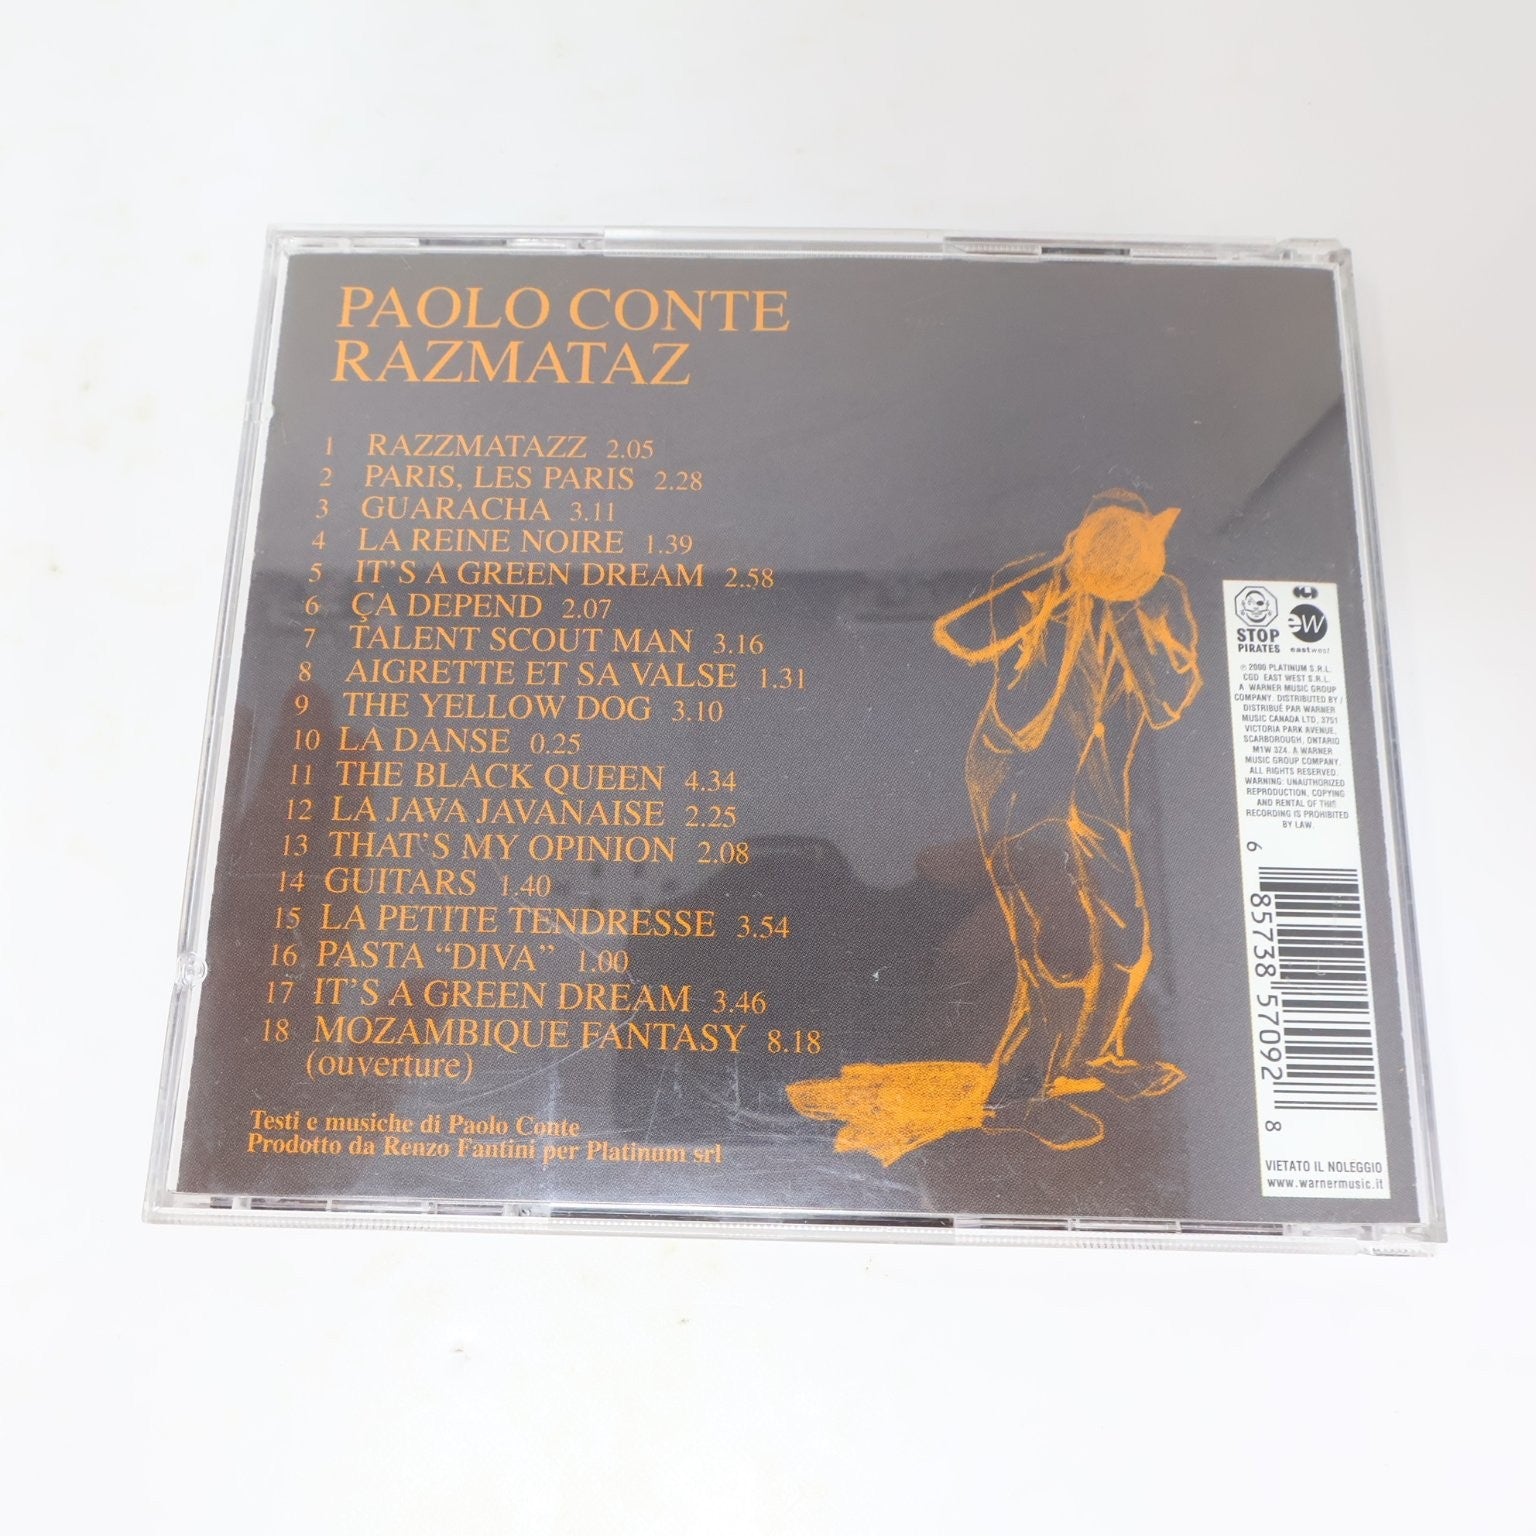 PAOLO CONTE
RAZMATAZ
1 RAZZMATAZZ 2.05
2 PARIS, LES PARIS 2.28
3 GUARACHA 3.11
4 LA REINE NOIRE 1.39
5 IT'S A GREEN DREAM 2.58
6 ÇA DEPEND 2.07
7 TALENT SCOUT MAN 3.16
8 AIGRETTE ET SA VALSE 1.31
9 THE YELLOW DOG 3.10
10 LA DANSE 0.25
11 THE BLACK QUEEN 4.34
12 LA JAVA JAVANAISE 2.25
13 THAT'S MY OPINION 2.08
14 GUITARS 1.40
15 LA PETITE TENDRESSE 3.54
16 PASTA “DIVA” 1.00
17 IT'S A GREEN DREAM 3.46
18 MOZAMBIQUE FANTASY 8.18
(ouverture)
Testi e musiche di Paolo Conte
Prodotto da Renzo Fantini per Platinum srl
STOP
PIRATES
ew
eastwest
℗ 2000 PLATINUM S.R.L.
CGD EAST WEST S.R.L.
A WARNER MUSIC GROUP
COMPANY. DISTRIBUTED BY /
DISTRIBUÉ PAR WARNER
MUSIC CANADA LTD, 3751
VICTORIA PARK AVENUE,
SCARBOROUGH, ONTARIO
M1W 3Z4. A WARNER
MUSIC GROUP COMPANY.
ALL RIGHTS RESERVED.
WARNING: UNAUTHORIZED
REPRODUCTION, COPYING
AND RENTAL OF THIS
RECORDING IS PROHIBITED
BY LAW.
6 85738 57092 8
VIETATO IL NOLEGGIO
www.warnermusic.it